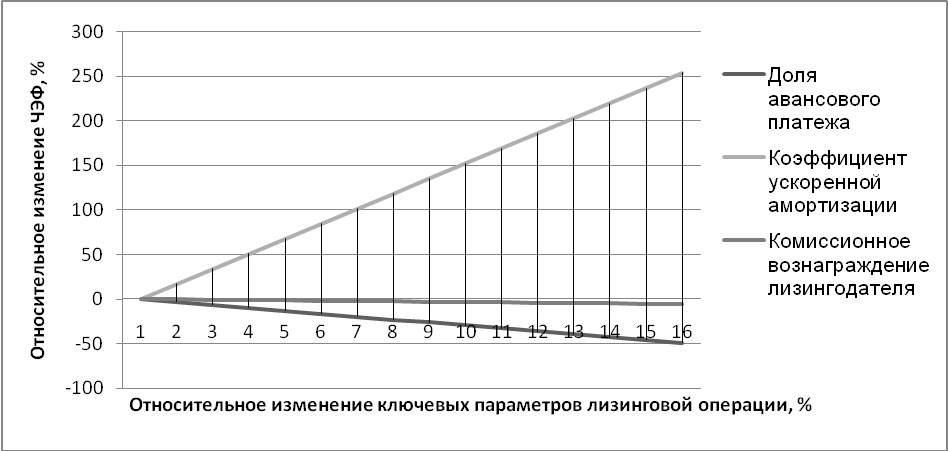 Относительное изменеие ЧЭФ, %
300
250
200
150
100
50
0
-50
-100
1 2 3 4 5 6 7 8 9 10 11 12 13 14 15 16
Относительное изменение ключевых параметров лизинговой операции, %
Доля
авансового
платежа
Коэффициент
ускоренной
амортизации
Комиссионное
вознаграждение
лизингодателя